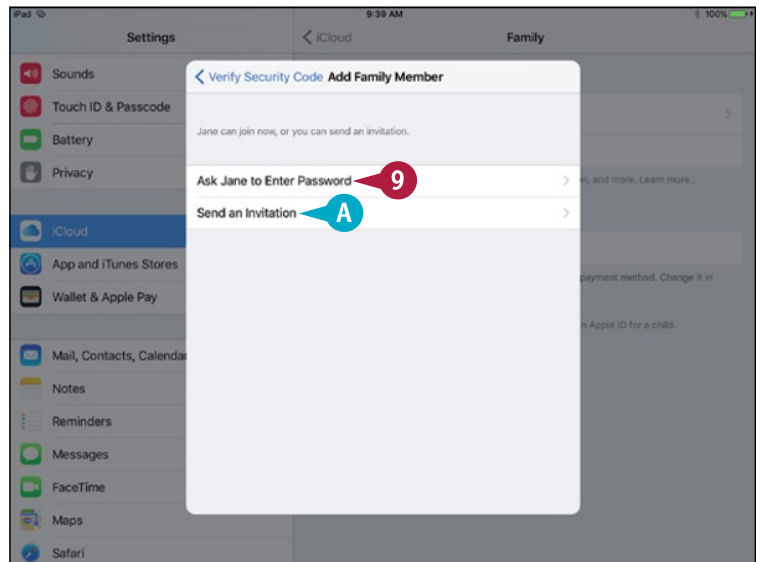 iPad
9:39 AM
100%
Settings
iCloud
Family
Sounds
Touch ID & Passcode
Battery
Privacy
iCloud
App and iTunes Stores
Wallet & Apple Pay
Mail, Contacts, Calenda
Notes
Reminders
Messages
FaceTime
Maps
Safari
Verify Security Code Add Family Member
Jane can join now, or you can send an invitation.
Ask Jane to Enter Password
9
Send an Invitation
A
n, and more. Learn more...
payment method. Change it in
n Apple ID for a child.